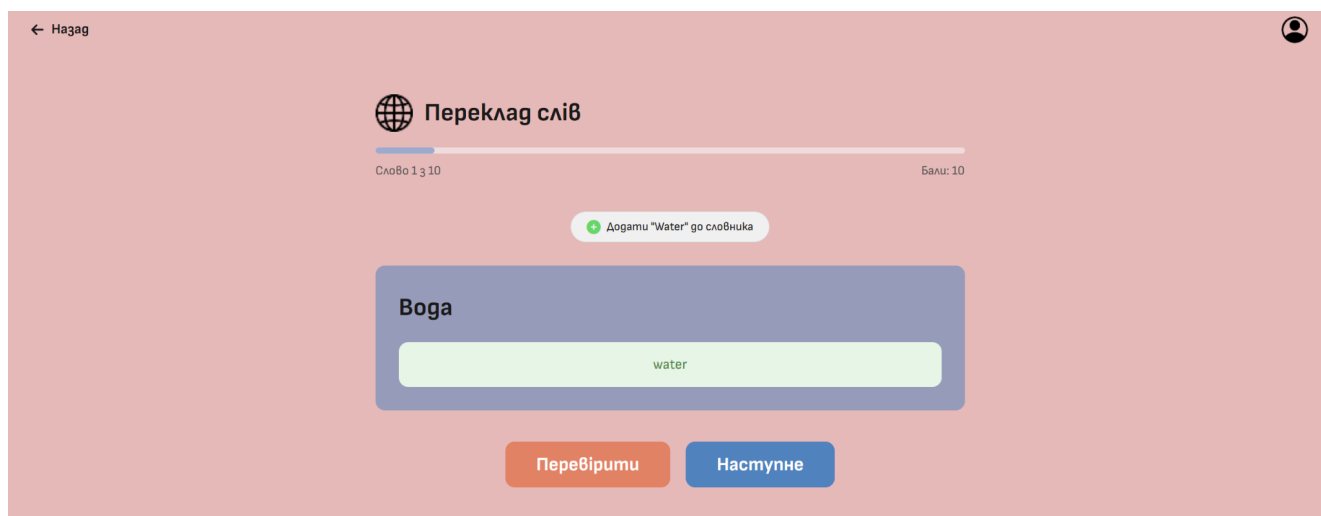 ← Назад
Переклад слів
Слово 1 з 10
Бали: 10
Додати "Water" до словника
Вода
water
Перевірити
Наступне